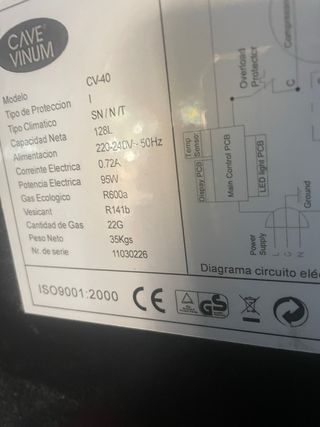 CAVE
VINUM
Modelo CV-40
Tipo de Proteccion I
Tipo Climatico SN / N /T
Capacidad Neta 128L
Alimentacion 220-240V~ 50Hz
Correinte Electrica 0.72A
Potencia Electrica 95W
Gas Ecologico R600a
Vesicant R141b
Cantidad de Gas 22G
Peso Neto 35Kgs
Nr. de serie 11030226
ISO9001:2000
CE
GS
Overload
Protector
C
Temp
Sensor
Display PCB
Main Control PCB
LED light PCB
Ground
Power
Supply
L
C
N
Diagrama circuito